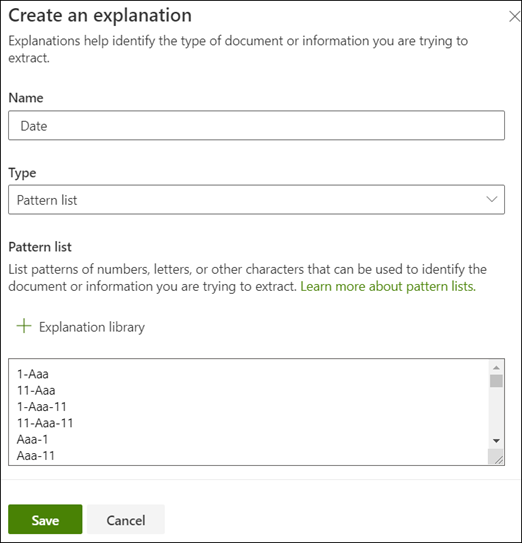 Create an explanation
Explanations help identify the type of document or information you are trying to
extract.
Name
Date
Type
Pattern list
Pattern list
List patterns of numbers, letters, or other characters that can be used to identify the
document or information you are trying to extract. Learn more about pattern lists.
Explanation library
1-Aaa
11-Aaa
1-Aaa-11
11-Aaa-11
Aaa-1
Aaa-11
Save
Cancel